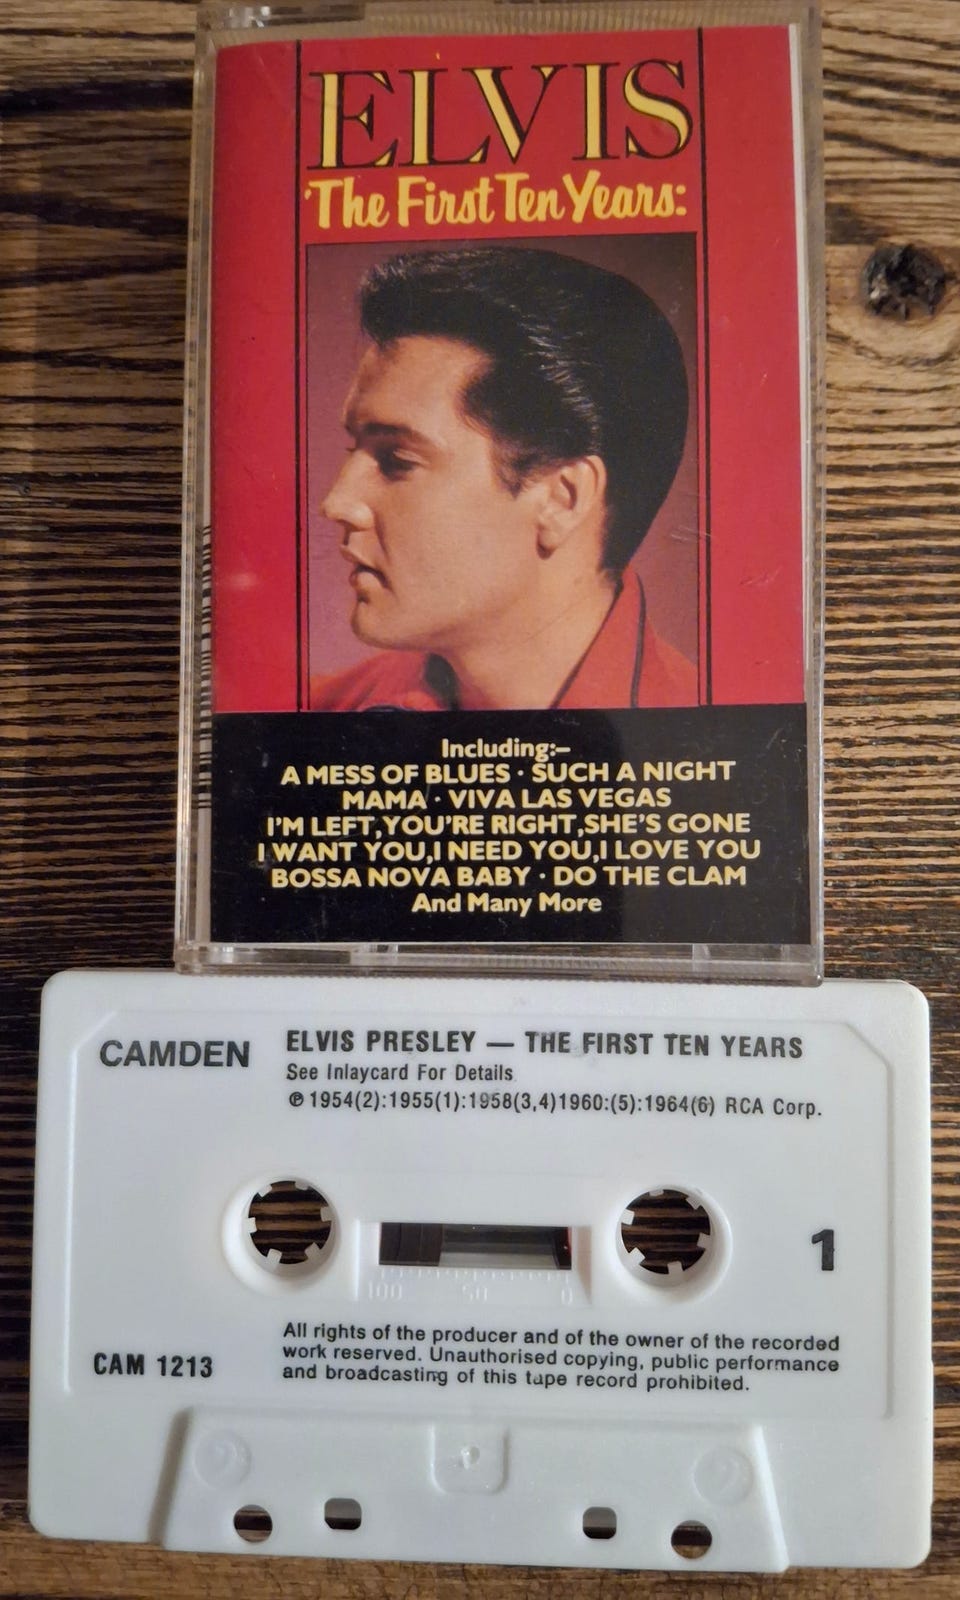 ELVIS
The First Ten Years:
Including:–
A MESS OF BLUES · SUCH A NIGHT
MAMA · VIVA LAS VEGAS
I'M LEFT,YOU'RE RIGHT,SHE'S GONE
I WANT YOU,I NEED YOU,I LOVE YOU
BOSSA NOVA BABY · DO THE CLAM
And Many More
CAMDEN
ELVIS PRESLEY — THE FIRST TEN YEARS
See Inlaycard For Details
℗ 1954(2):1955(1):1958(3,4)1960:(5):1964(6) RCA Corp.
1
100 50 0
CAM 1213
All rights of the producer and of the owner of the recorded
work reserved. Unauthorised copying, public performance
and broadcasting of this tape record prohibited.